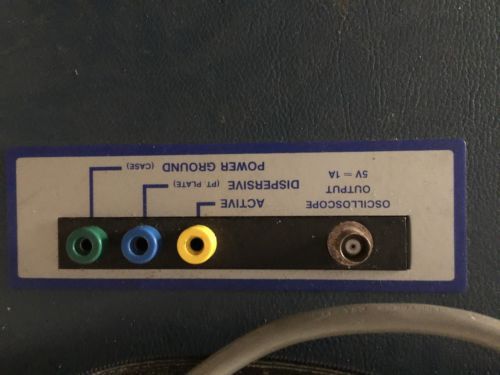 OSCILLOSCOPE
OUTPUT
5V = 1A
ACTIVE
DISPERSIVE (PT. PLATE)
POWER GROUND (CASE)